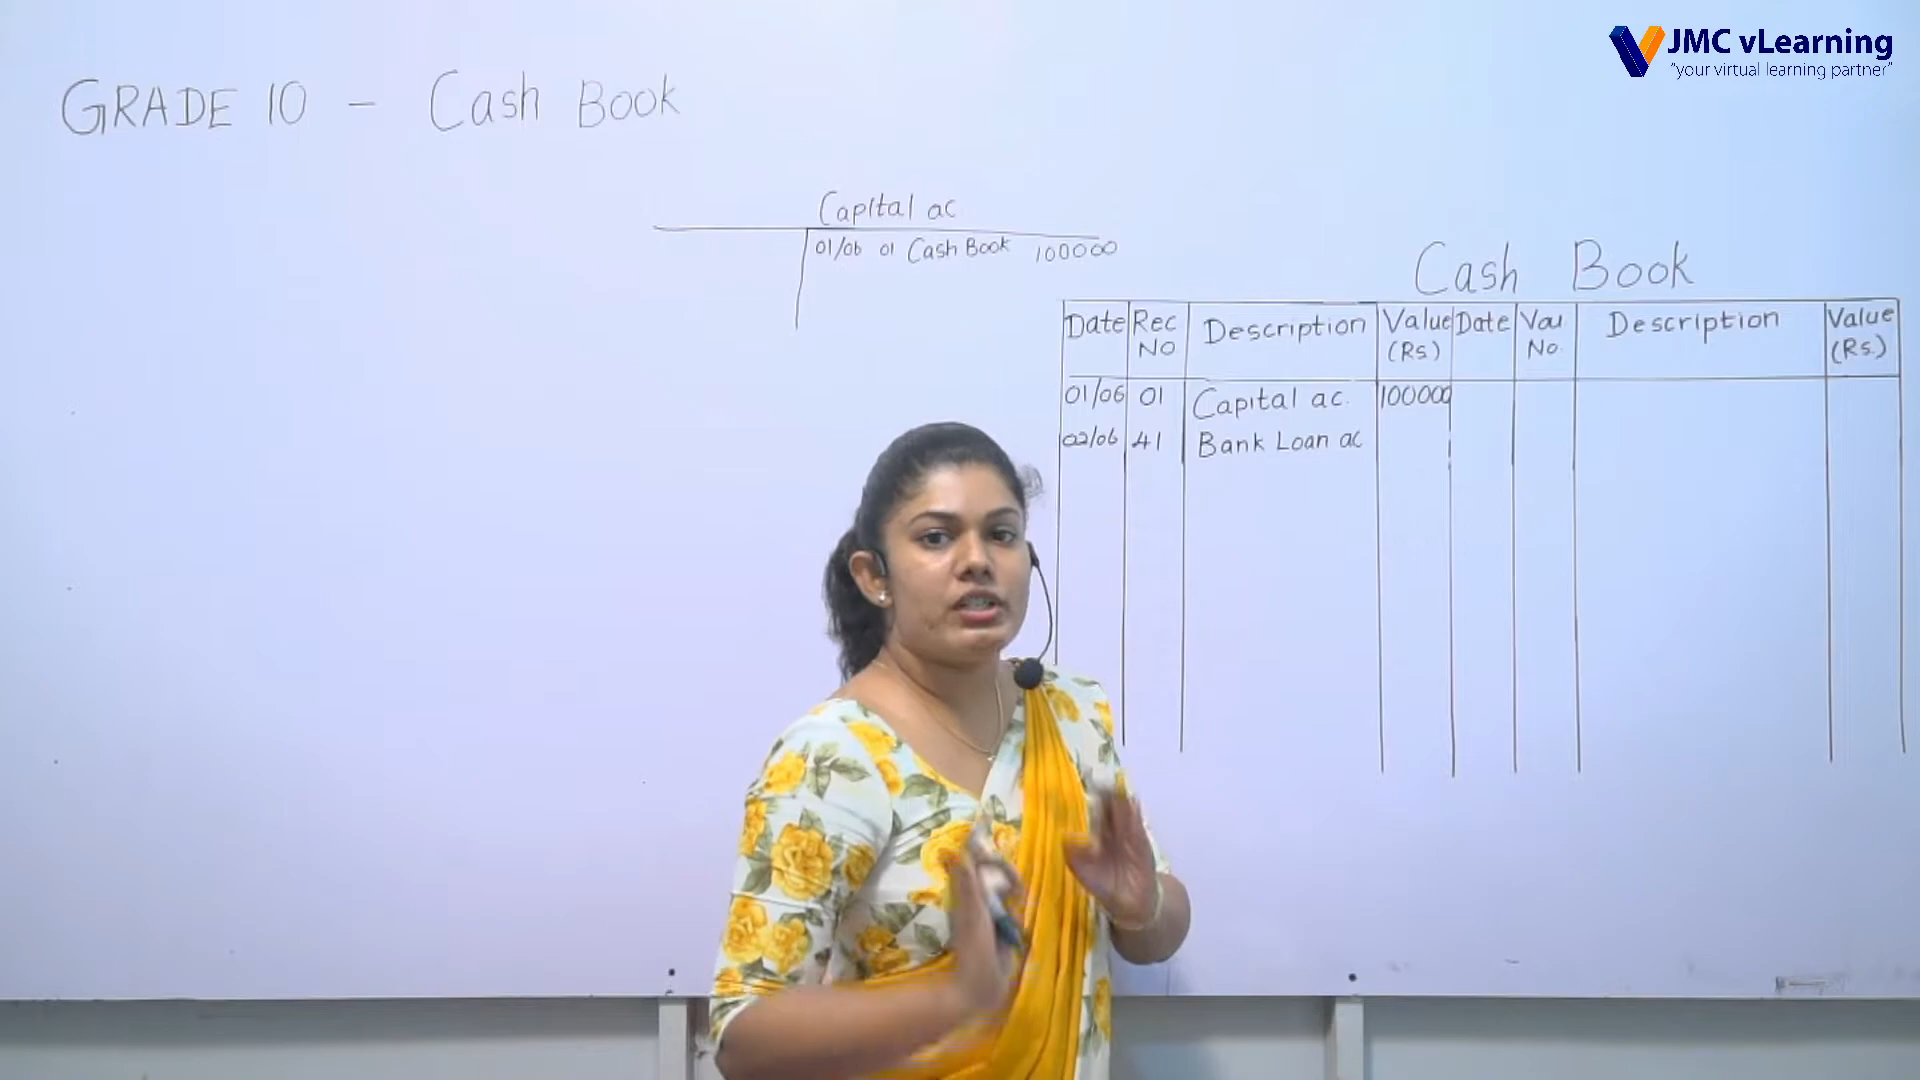 JMC vLearning
"your virtual learning partner"
GRADE 10 - Cash Book
Capital ac
01/06 01 Cash Book 100000
Cash Book
Date Rec No Description Value (Rs) Date Vou No. Description Value (Rs.)
01/06 01 Capital ac. 100000
02/06 41 Bank Loan ac